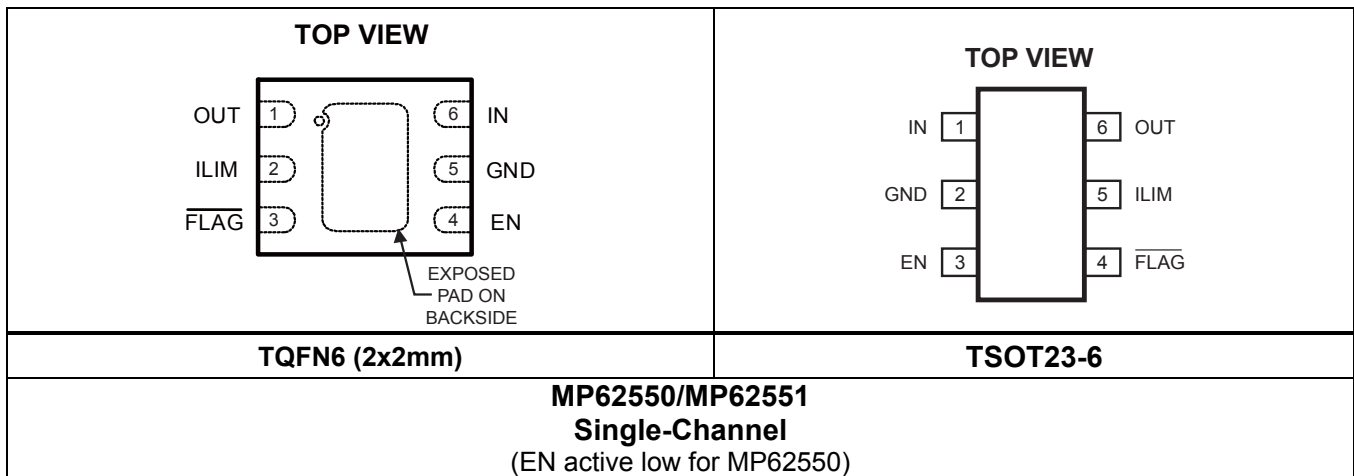 TOP VIEW
OUT 1
6 IN
ILIM 2
5 GND
FLAG 3
4 EN
EXPOSED
PAD ON
BACKSIDE
TOP VIEW
IN 1
6 OUT
GND 2
5 ILIM
EN 3
4 FLAG
TQFN6 (2x2mm)
TSOT23-6
MP62550/MP62551
Single-Channel
(EN active low for MP62550)